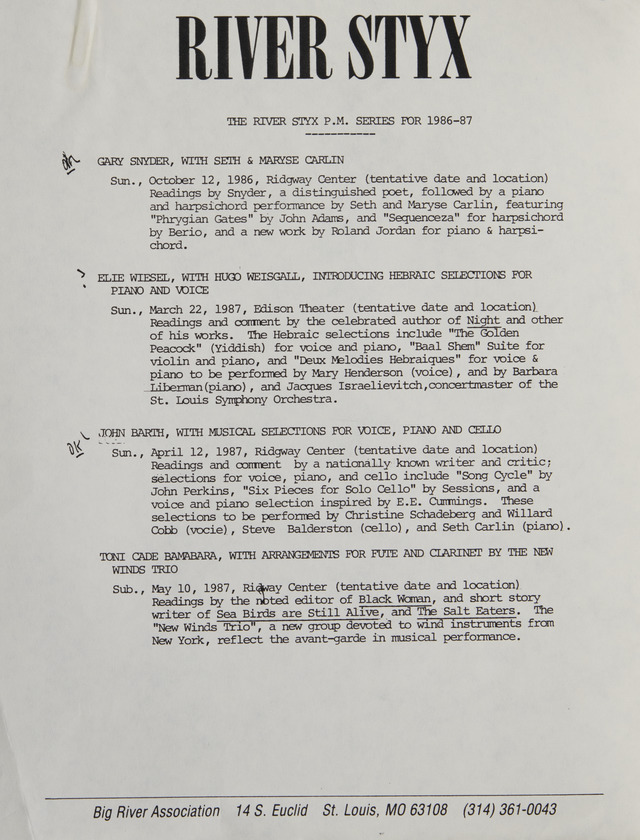 RIVER STYX
THE RIVER STYX P.M. SERIES FOR 1986-87
-----------
GARY SNYDER, WITH SETH & MARYSE CARLIN
Sun., October 12, 1986, Ridgway Center (tentative date and location)
Readings by Snyder, a distinguished poet, followed by a piano
and harpsichord performance by Seth and Maryse Carlin, featuring
"Phrygian Gates" by John Adams, and "Sequenceza" for harpsichord
by Berio, and a new work by Roland Jordan for piano & harpsi-
chord.
ELIE WIESEL, WITH HUGO WEISGALL, INTRODUCING HEBRAIC SELECTIONS FOR
PIANO AND VOICE
Sun., March 22, 1987, Edison Theater (tentative date and location)
Readings and comment by the celebrated author of Night and other
of his works. The Hebraic selections include "The Golden
Peacock" (Yiddish) for voice and piano, "Baal Shem" Suite for
violin and piano, and "Deux Melodies Hebraiques" for voice &
piano to be performed by Mary Henderson (voice), and by Barbara
Liberman(piano), and Jacques Israelievitch,concertmaster of the
St. Louis Symphony Orchestra.
OK JOHN BARTH, WITH MUSICAL SELECTIONS FOR VOICE, PIANO AND CELLO
Sun., April 12, 1987, Ridgway Center (tentative date and location)
Readings and comment by a nationally known writer and critic;
selections for voice, piano, and cello include "Song Cycle" by
John Perkins, "Six Pieces for Solo Cello" by Sessions, and a
voice and piano selection inspired by E.E. Cummings. These
selections to be performed by Christine Schadeberg and Willard
Cobb (vocie), Steve Balderston (cello), and Seth Carlin (piano).
TONI CADE BAMABARA, WITH ARRANGEMENTS FOR FUTE AND CLARINET BY THE NEW
WINDS TRIO
Sub., May 10, 1987, Ridgway Center (tentative date and location)
Readings by the noted editor of Black Woman, and short story
writer of Sea Birds are Still Alive, and The Salt Eaters. The
"New Winds Trio", a new group devoted to wind instruments from
New York, reflect the avant-garde in musical performance.
Big River Association 14 S. Euclid St. Louis, MO 63108 (314) 361-0043